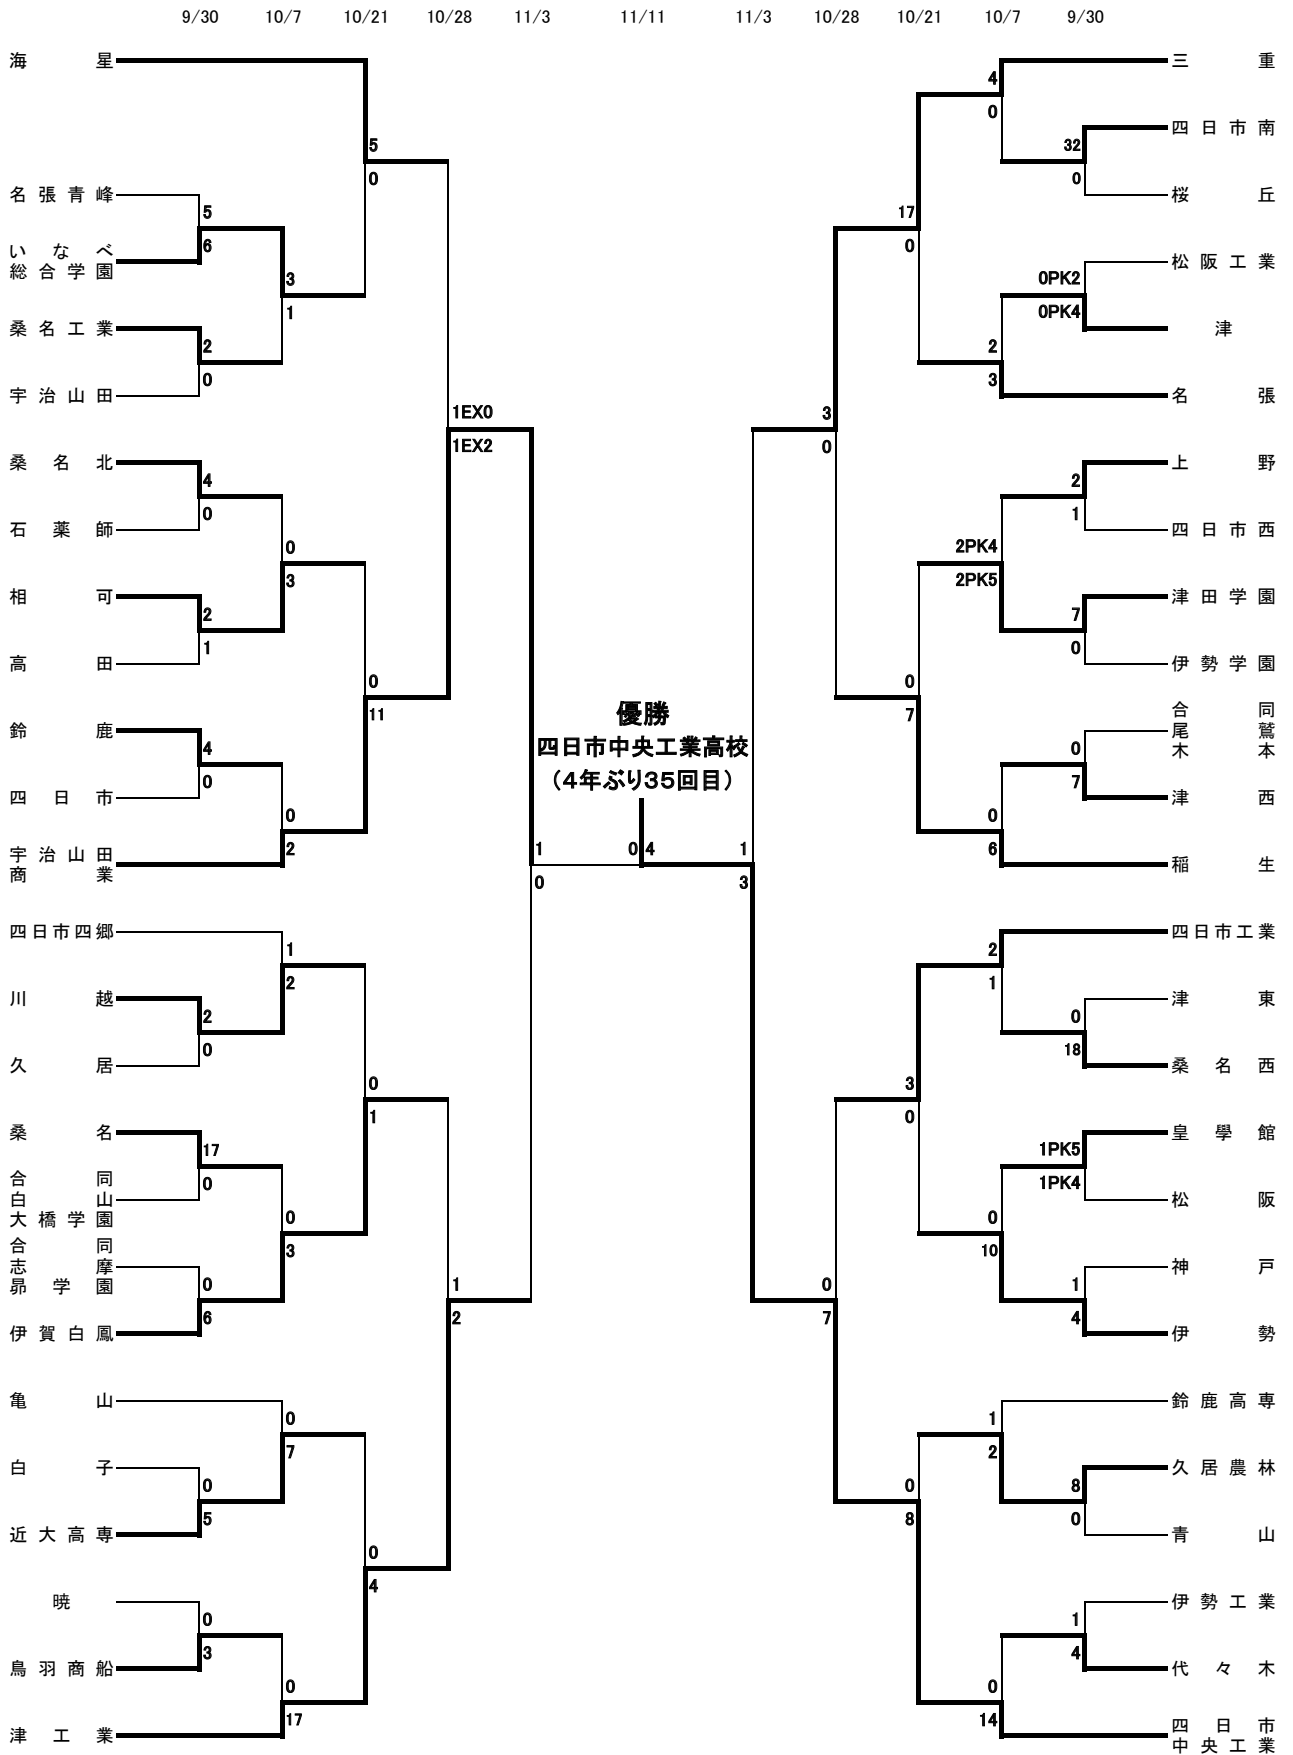 9/30 10/7 10/21 10/28 11/3 11/11 11/3 10/28 10/21 10/7 9/30
海星
5
0
名張青峰
5
6
いなべ
総合学園
3
1
桑名工業
2
0
宇治山田
1EX0
1EX2
桑名北
4
0
石薬師
0
3
相可
2
1
高田
0
11
鈴鹿
4
0
四日市
0
2
宇治山田
商業
1
0
四日市四郷
1
2
川越
2
0
久居
0
1
桑名
17
0
合同
白山
大橋学園
0
3
合同
志摩
昴学園
0
6
伊賀白鳳
1
2
亀山
0
7
白子
0
5
近大高専
0
4
暁
0
3
鳥羽商船
0
17
津工業
優勝
四日市中央工業高校
（4年ぶり35回目）
0 4
三重
4
0
四日市南
32
0
桜丘
17
0
松阪工業
0PK2
0PK4
津
2
3
名張
3
0
上野
2
1
四日市西
2PK4
2PK5
津田学園
7
0
伊勢学園
0
7
合同
尾鷲
木本
0
7
津西
0
6
稲生
1
3
四日市工業
2
1
津東
0
18
桑名西
3
0
皇學館
1PK5
1PK4
松阪
0
10
神戸
1
4
伊勢
0
7
鈴鹿高専
1
2
久居農林
8
0
青山
0
8
伊勢工業
1
4
代々木
0
14
四日市
中央工業